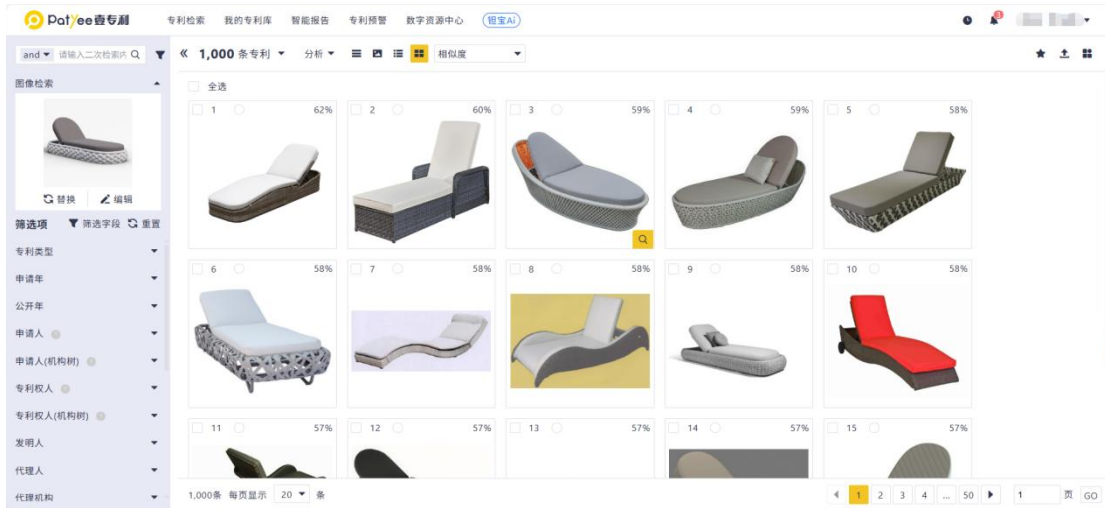 Patyee壹专利 专利检索 我的专利库 智能报告 专利预警 数字资源中心 钽宝Ai 3
and 请输入二次检索内 1,000 条专利 分析 相似度
图像检索
全选
1 62% 2 60% 3 59% 4 59% 5 58%
替换 编辑
筛选项 筛选字段 重置
专利类型
6 58% 7 58% 8 58% 9 58% 10 58%
申请年
公开年
申请人
申请人(机构树)
专利权人
专利权人(机构树)
11 57% 12 57% 13 57% 14 57% 15 57%
发明人
代理人
代理机构
1,000条 每页显示 20 条 1 2 3 4 ... 50 1 页 GO